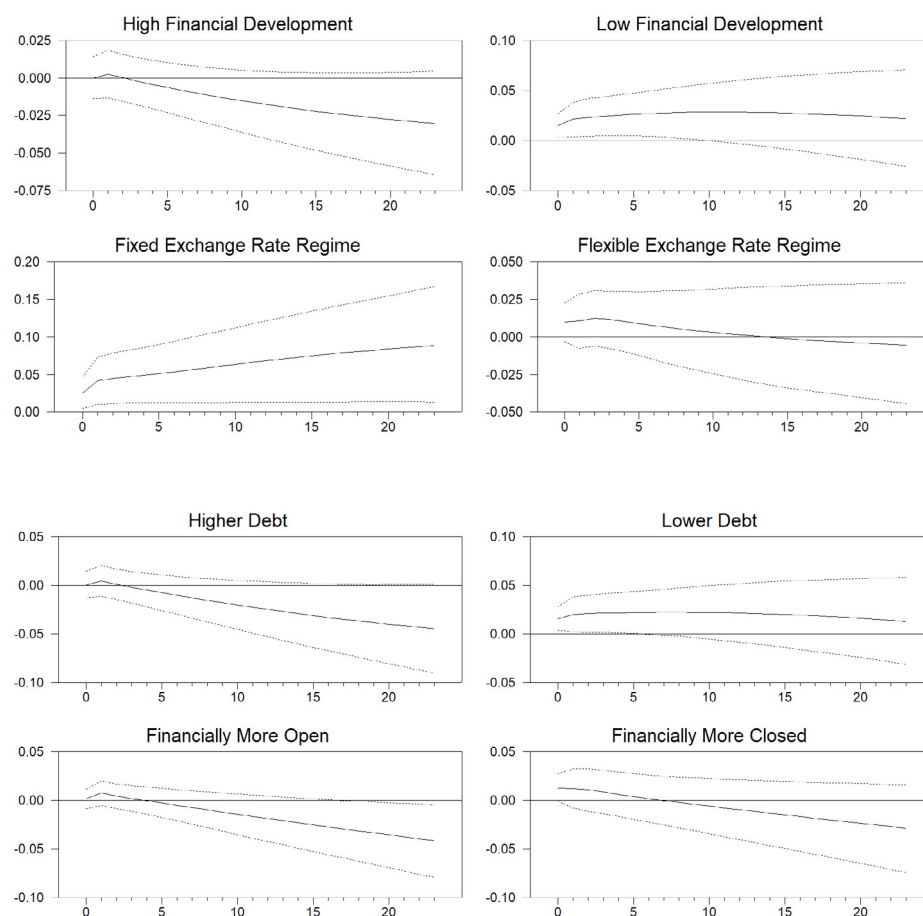 High Financial Development
0.025
0.000
-0.025
-0.050
-0.075
0 5 10 15 20
Low Financial Development
0.10
0.05
0.00
-0.05
0 5 10 15 20
Fixed Exchange Rate Regime
0.20
0.15
0.10
0.05
0.00
0 5 10 15 20
Flexible Exchange Rate Regime
0.050
0.025
0.000
-0.025
-0.050
0 5 10 15 20
Higher Debt
0.05
0.00
-0.05
-0.10
0 5 10 15 20
Lower Debt
0.10
0.05
0.00
-0.05
0 5 10 15 20
Financially More Open
0.05
0.00
-0.05
-0.10
0 5 10 15 20
Financially More Closed
0.05
0.00
-0.05
-0.10
0 5 10 15 20